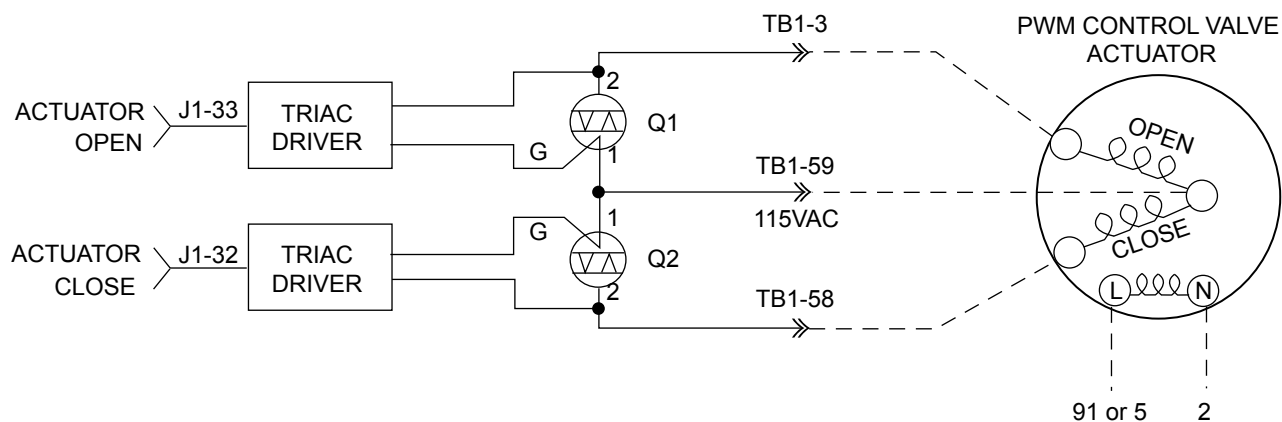 TB1-3
PWM CONTROL VALVE
ACTUATOR
ACTUATOR
OPEN
J1-33
TRIAC
DRIVER
2
Q1
G
1
OPEN
TB1-59
115VAC
ACTUATOR
CLOSE
J1-32
TRIAC
DRIVER
1
G
Q2
2
CLOSE
TB1-58
L
N
91 or 5
2